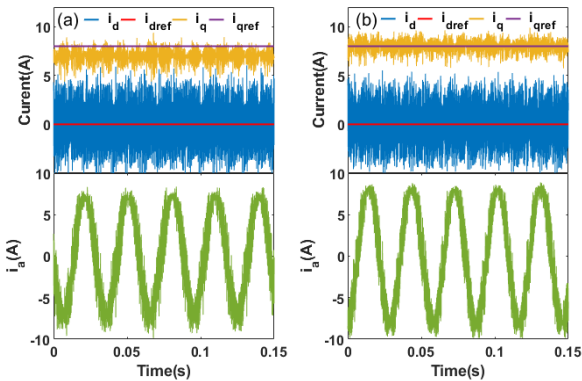 (a) i_d i_dref i_q i_qref
10
5
0
Curent(A)
10
5
0
-5
-10
i_a(A)
0 0.05 0.1 0.15
Time(s)
(b) i_d i_dref i_q i_qref
10
5
0
Current(A)
10
5
0
-5
-10
i_a(A)
0 0.05 0.1 0.15
Time(s)